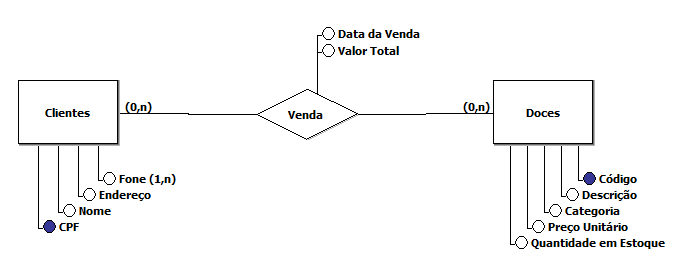 Data da Venda
Valor Total
Clientes
(0,n)
Venda
(0,n)
Doces
Fone (1,n)
Endereço
Nome
CPF
Código
Descrição
Categoria
Preço Unitário
Quantidade em Estoque